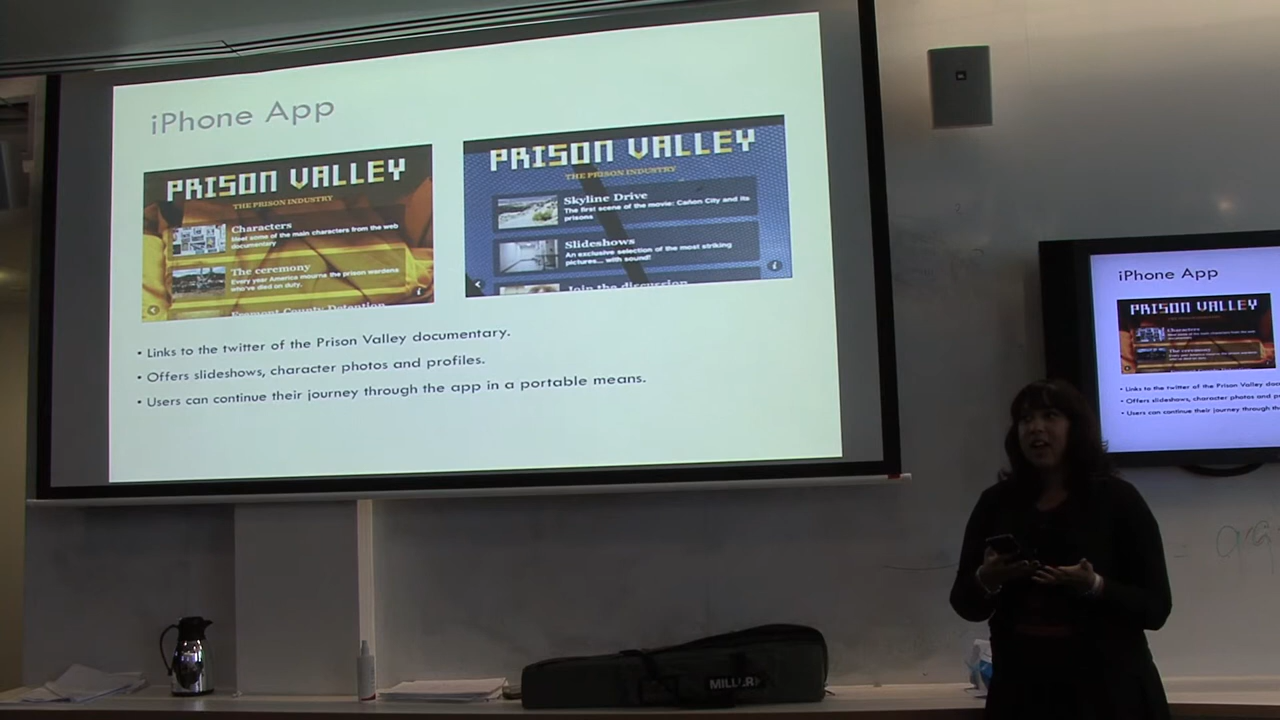 iPhone App
PRISON VALLEY
THE PRISON INDUSTRY
Characters
Meet some of the main characters from the web
documentary
The ceremony
Every year America mourns the prison wardens
who've died on duty.
Fremont County Detention
PRISON VALLEY
THE PRISON INDUSTRY
Skyline Drive
The first scene of the movie: Cañon City and its
prisons
Slideshows
An exclusive selection of the most striking
pictures... with sound!
Join the discussion
• Links to the twitter of the Prison Valley documentary.
• Offers slideshows, character photos and profiles.
• Users can continue their journey through the app in a portable means.
iPhone App
PRISON VALLEY
Characters
The ceremony
• Links to the twitter of the Prison Valley
• Offers slideshows, character photos and
• Users can continue their journey through
MILLER